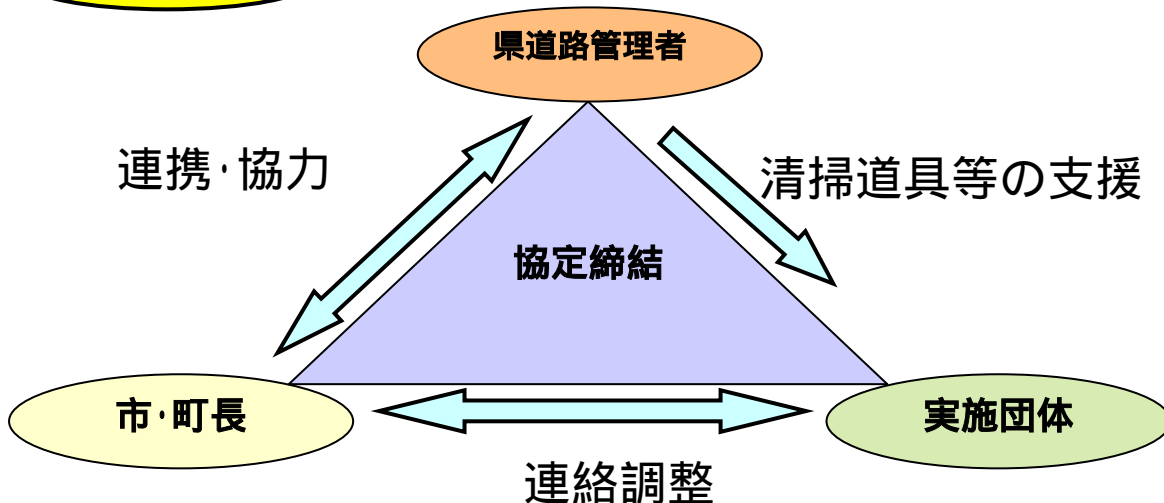 県道路管理者
連携・協力
清掃道具等の支援
協定締結
市・町長
実施団体
連絡調整